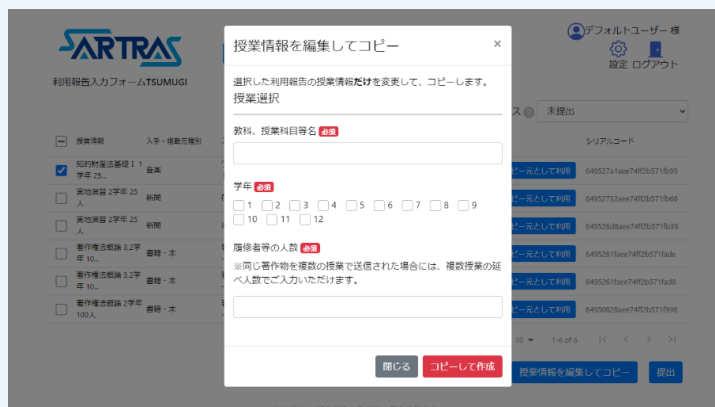 SARTRAS
利用報告入力フォームTSUMUGI
デフォルトユーザー 様
設定 ログアウト
授業情報を編集してコピー
×
選択した利用報告の授業情報だけを変更して、コピーします。
授業選択
教科、授業科目等名 必須
学年 必須
1 2 3 4 5 6 7 8 9
10 11 12
履修者等の人数 必須
※同じ著作物を複数の授業で送信された場合には、複数授業の延
べ人数でご入力いただけます。
閉じる コピーして作成
ス 未提出
授業情報 入手・掲載元種別 シリアルコード
知的財産法基礎Ⅰ 1
学年 25... 音楽 ピー元として利用 649527a1aee74ff2b571fb99
実地演習 2学年 25
人 新聞 ピー元として利用 64952732aee74ff2b571fb66
実地演習 2学年 25
人 新聞 ピー元として利用 649526d8aee74ff2b571fb39
著作権法概論 3,2学
年 10... 書籍・本 ピー元として利用 6495261faee74ff2b571fade
著作権法概論 3,2学
年 10... 書籍・本 ピー元として利用 6495261faee74ff2b571fad8
著作権法概論 2学年
100人 書籍・本 ピー元として利用 64950628aee74ff2b571f996
10 1-6 of 6
授業情報を編集してコピー 提出